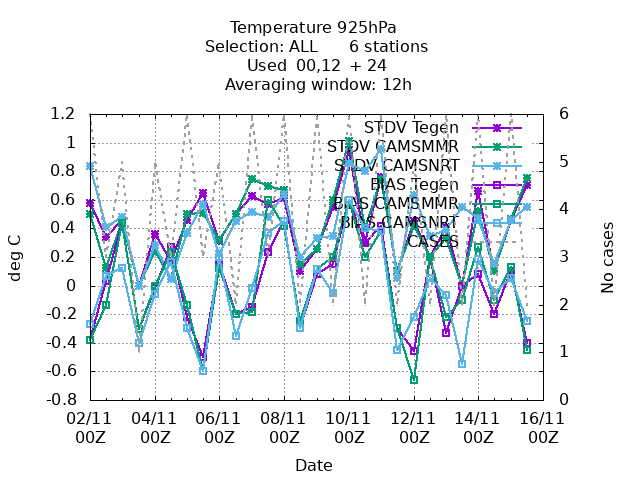 Temperature 925hPa
Selection: ALL 6 stations
Used 00,12 + 24
Averaging window: 12h
deg C
No cases
1.2
1
0.8
0.6
0.4
0.2
0
-0.2
-0.4
-0.6
-0.8
6
5
4
3
2
1
0
STDV Tegen
STDV CAMSMMR
STDV CAMSNRT
BIAS Tegen
BIAS CAMSMMR
BIAS CAMSNRT
CASES
02/11 04/11 06/11 08/11 10/11 12/11 14/11 16/11
00Z 00Z 00Z 00Z 00Z 00Z 00Z 00Z
Date